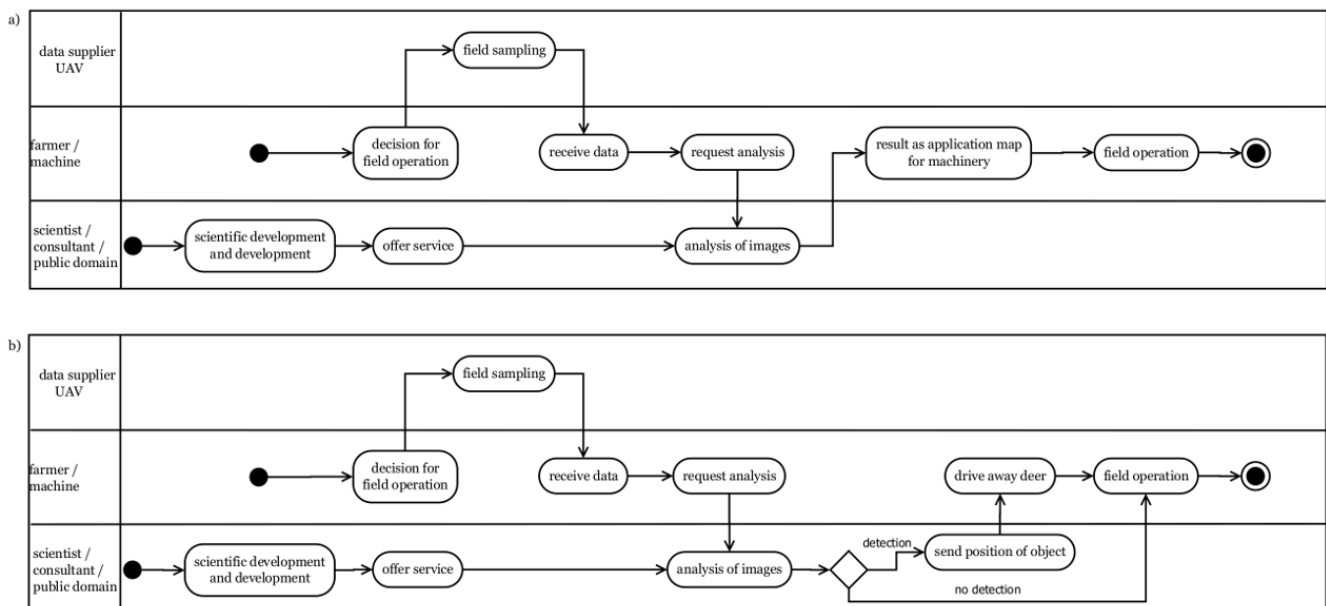 a)
data supplier
UAV
field sampling
farmer /
machine
decision for
field operation
receive data
request analysis
result as application map
for machinery
field operation
scientist /
consultant /
public domain
scientific development
and development
offer service
analysis of images
b)
data supplier
UAV
field sampling
farmer /
machine
decision for
field operation
receive data
request analysis
drive away deer
field operation
scientist /
consultant /
public domain
scientific development
and development
offer service
analysis of images
detection
send position of object
no detection